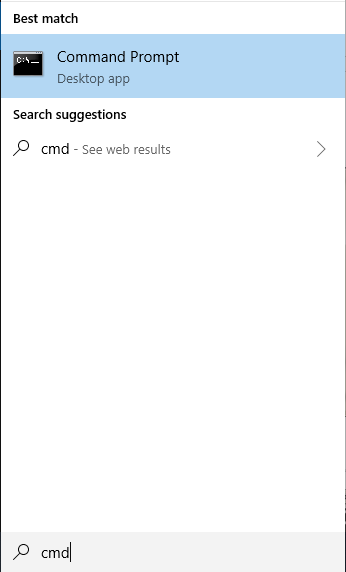 Best match
Command Prompt
Desktop app
Search suggestions
cmd - See web results
cmd